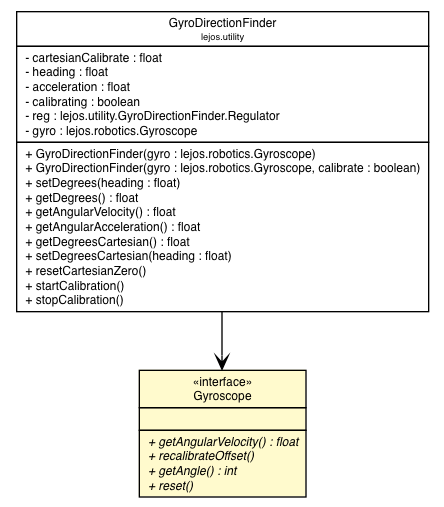 GyroDirectionFinder
lejos.utility
- cartesianCalibrate : float
- heading : float
- acceleration : float
- calibrating : boolean
- reg : lejos.utility.GyroDirectionFinder.Regulator
- gyro : lejos.robotics.Gyroscope
+ GyroDirectionFinder(gyro : lejos.robotics.Gyroscope)
+ GyroDirectionFinder(gyro : lejos.robotics.Gyroscope, calibrate : boolean)
+ setDegrees(heading : float)
+ getDegrees() : float
+ getAngularVelocity() : float
+ getAngularAcceleration() : float
+ getDegreesCartesian() : float
+ setDegreesCartesian(heading : float)
+ resetCartesianZero()
+ startCalibration()
+ stopCalibration()
«interface»
Gyroscope
+ getAngularVelocity() : float
+ recalibrateOffset()
+ getAngle() : int
+ reset()